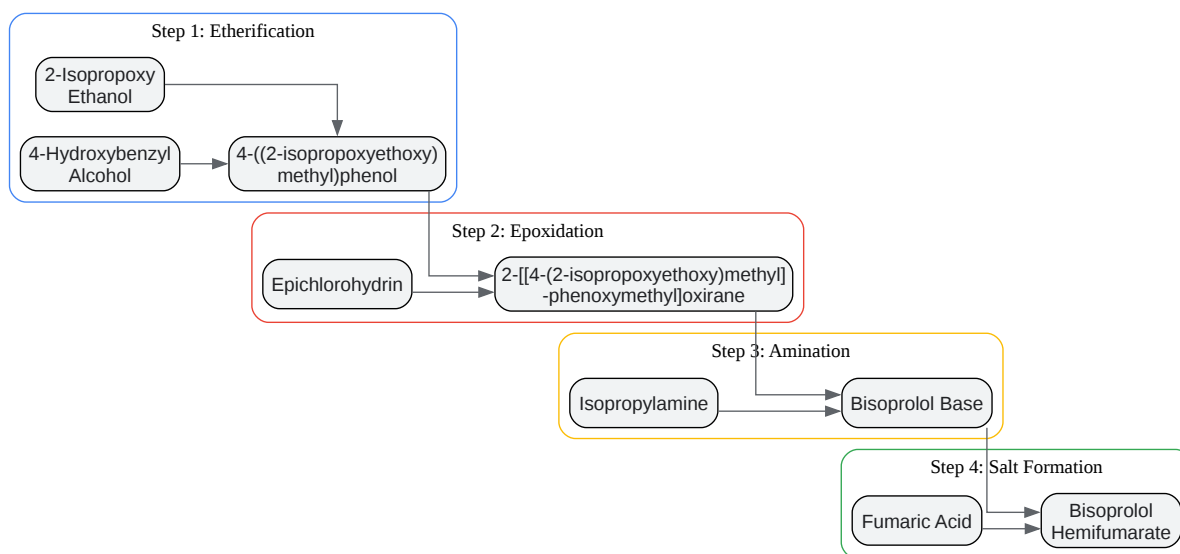 Step 1: Etherification
2-Isopropoxy
Ethanol
4-Hydroxybenzyl
Alcohol
4-((2-isopropoxyethoxy)
methyl)phenol
Step 2: Epoxidation
Epichlorohydrin
2-[[4-(2-isopropoxyethoxy)methyl]
-phenoxymethyl]oxirane
Step 3: Amination
Isopropylamine
Bisoprolol Base
Step 4: Salt Formation
Fumaric Acid
Bisoprolol
Hemifumarate